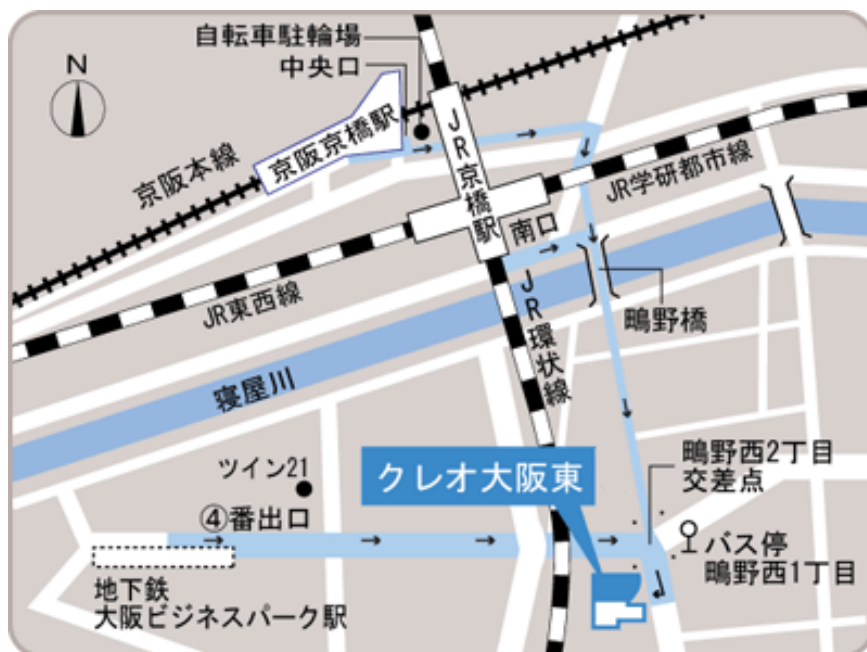 自転車駐輪場
中央口
N
京阪京橋駅
JR京橋駅
京阪本線
JR学研都市線
南口
JR東西線
JR環状線
鴫野橋
寝屋川
ツイン21
クレオ大阪東
鴫野西2丁目
交差点
④番出口
バス停
鴫野西1丁目
地下鉄
大阪ビジネスパーク駅